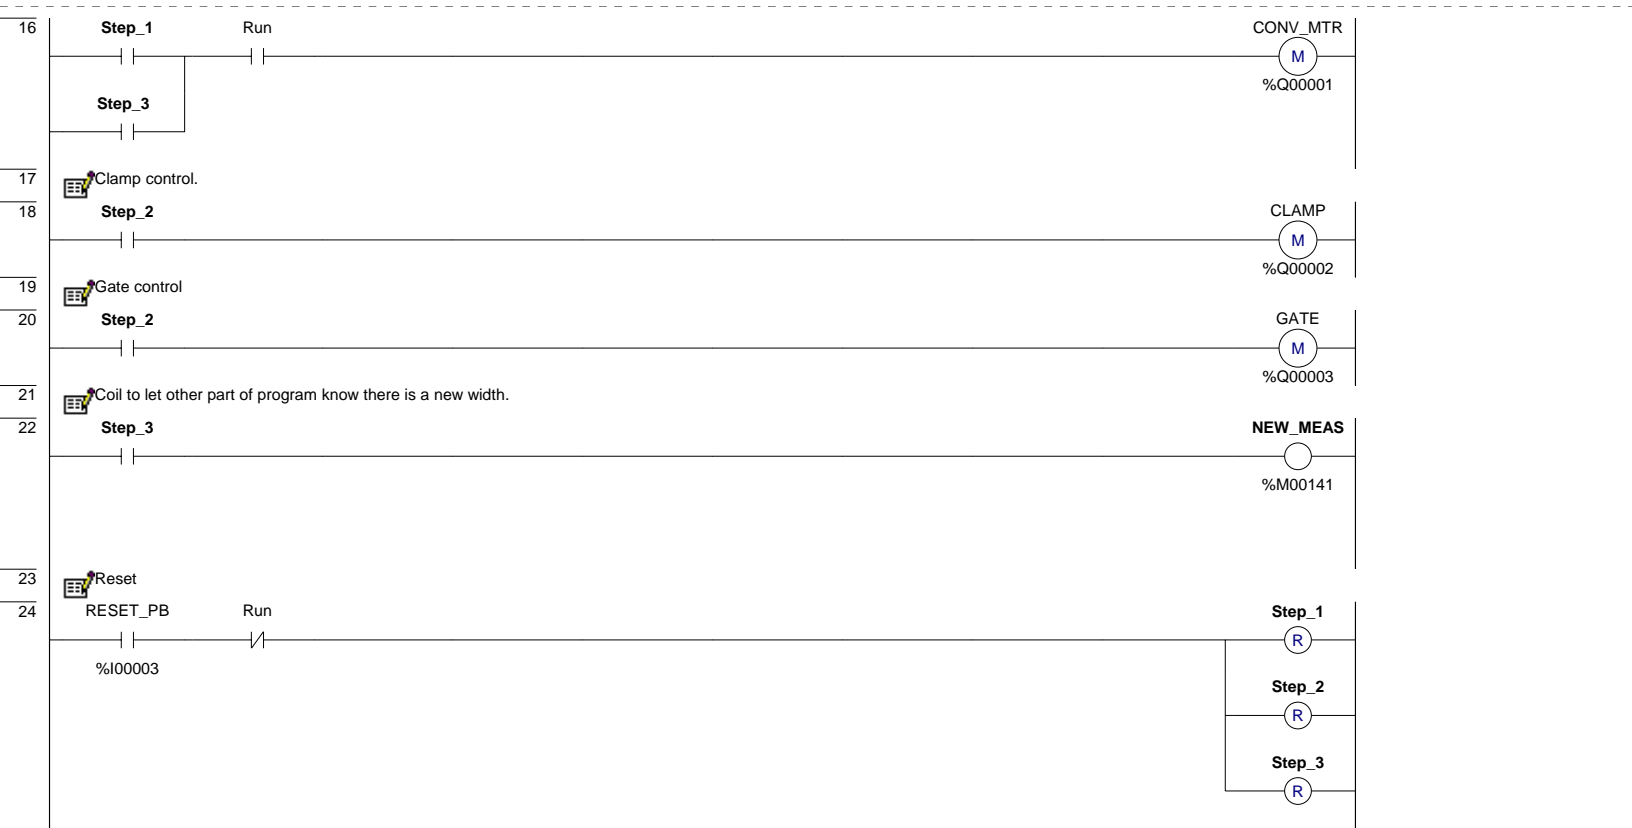 16 Step_1 Run CONV_MTR
M
%Q00001
Step_3
17 Clamp control.
18 Step_2 CLAMP
M
%Q00002
19 Gate control
20 Step_2 GATE
M
%Q00003
21 Coil to let other part of program know there is a new width.
22 Step_3 NEW_MEAS
%M00141
23 Reset
24 RESET_PB Run Step_1
R
%I00003
Step_2
R
Step_3
R